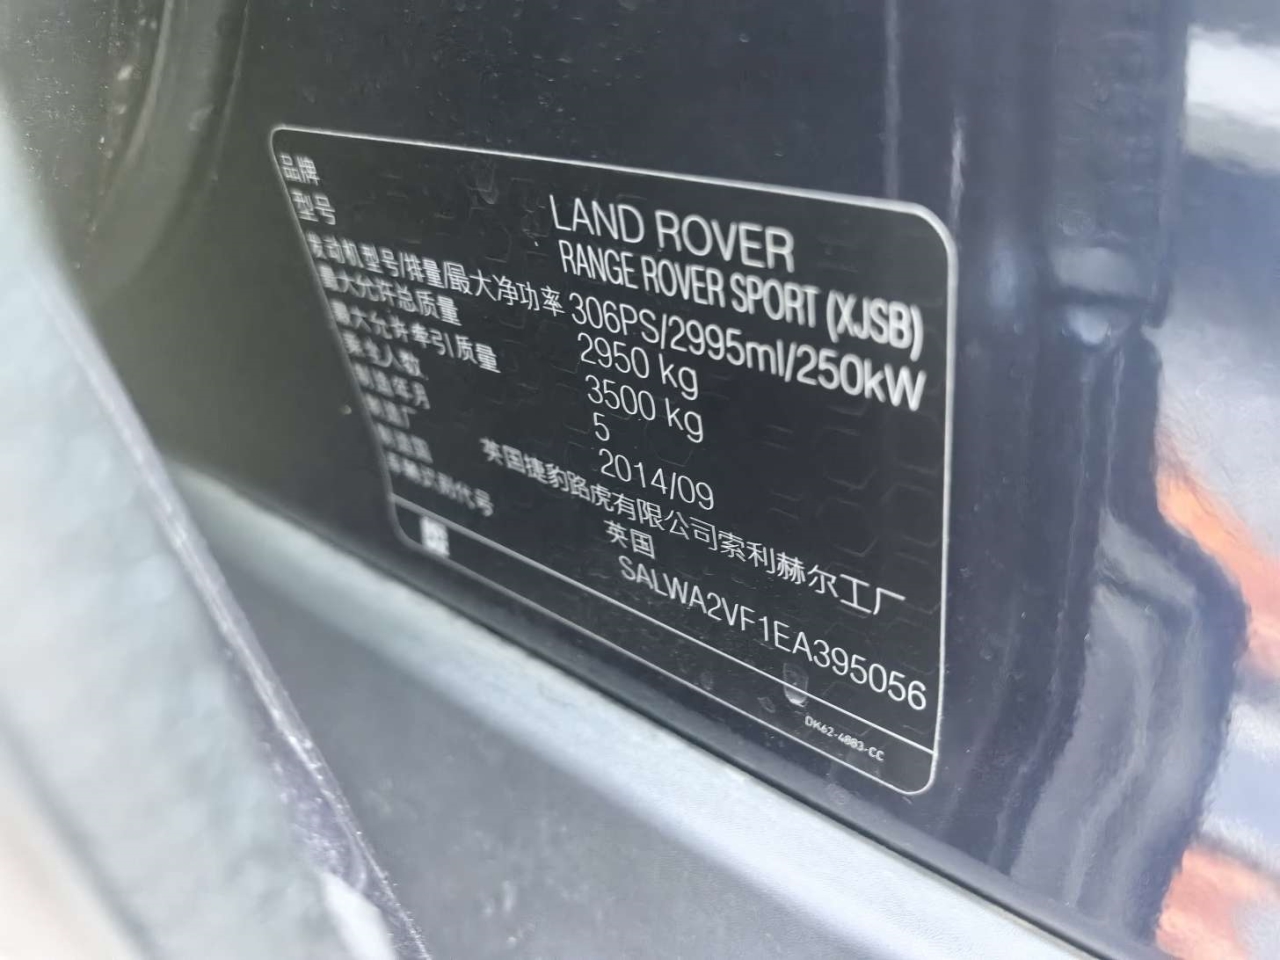 品牌 LAND ROVER
型号 RANGE ROVER SPORT (XJSB)
发动机型号/排量/最大净功率 306PS/2995ml/250kW
最大允许总质量 2950 kg
最大允许牵引质量 3500 kg
乘坐人数 5
制造年月 2014/09
制造厂 英国捷豹路虎有限公司索利赫尔工厂
制造国 英国
车辆识别代号 SALWA2VF1EA395056
DK62-4003-CC